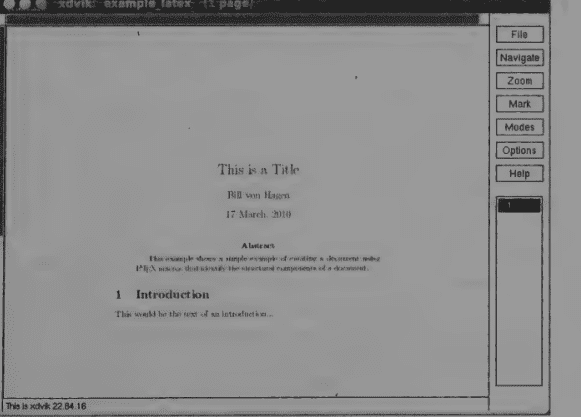 xdvik: example_latex (1 page)
File
Navigate
Zoom
Mark
Modes
Options
Help
1
This is a Title
Bill von Hagen
17 March, 2010
Abstract
This example shows a simple example of creating a document using
LATEX macros that identify the structural components of a document.
1 Introduction
This would be the text of an introduction...
This is xdvik 22.84.16